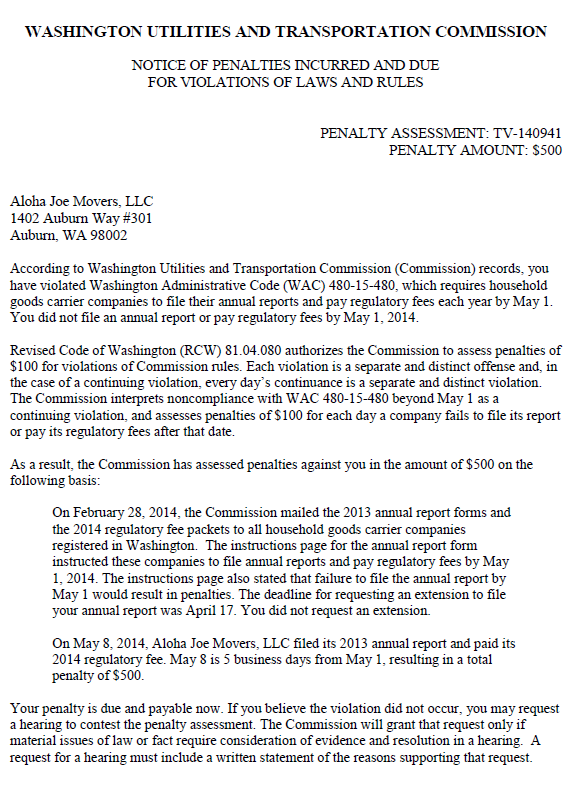 WASHINGTON UTILITIES AND TRANSPORTATION COMMISSION
NOTICE OF PENALTIES INCURRED AND DUE
FOR VIOLATIONS OF LAWS AND RULES
PENALTY ASSESSMENT: TV-140941
PENALTY AMOUNT: $500
Aloha Joe Movers, LLC
1402 Auburn Way #301
Auburn, WA 98002
According to Washington Utilities and Transportation Commission (Commission) records, you
have violated Washington Administrative Code (WAC) 480-15-480, which requires household
goods carrier companies to file their annual reports and pay regulatory fees each year by May 1.
You did not file an annual report or pay regulatory fees by May 1, 2014.
Revised Code of Washington (RCW) 81.04.080 authorizes the Commission to assess penalties of
$100 for violations of Commission rules. Each violation is a separate and distinct offense and, in
the case of a continuing violation, every day's continuance is a separate and distinct violation.
The Commission interprets noncompliance with WAC 480-15-480 beyond May 1 as a
continuing violation, and assesses penalties of $100 for each day a company fails to file its report
or pay its regulatory fees after that date.
As a result, the Commission has assessed penalties against you in the amount of $500 on the
following basis:
On February 28, 2014, the Commission mailed the 2013 annual report forms and
the 2014 regulatory fee packets to all household goods carrier companies
registered in Washington.  The instructions page for the annual report form
instructed these companies to file annual reports and pay regulatory fees by May
1, 2014. The instructions page also stated that failure to file the annual report by
May 1 would result in penalties. The deadline for requesting an extension to file
your annual report was April 17. You did not request an extension.
On May 8, 2014, Aloha Joe Movers, LLC filed its 2013 annual report and paid its
2014 regulatory fee. May 8 is 5 business days from May 1, resulting in a total
penalty of $500.
Your penalty is due and payable now. If you believe the violation did not occur, you may request
a hearing to contest the penalty assessment. The Commission will grant that request only if
material issues of law or fact require consideration of evidence and resolution in a hearing.  A
request for a hearing must include a written statement of the reasons supporting that request.